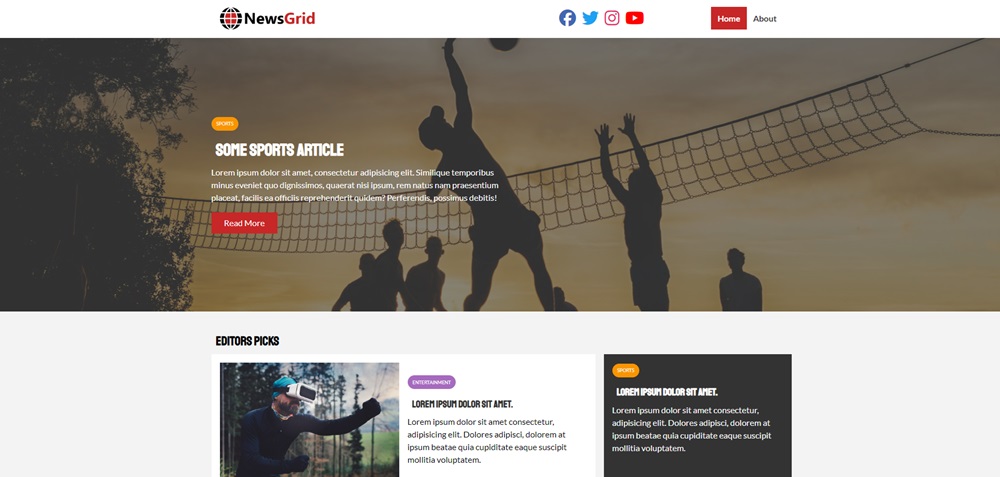 NewsGrid
Home
About
SPORTS
SOME SPORTS ARTICLE
Lorem ipsum dolor sit amet, consectetur adipisicing elit. Similique temporibus
minus eveniet quo dignissimos, quaerat nisi ipsum, rem natus nam praesentium
placeat, facilis ea officiis reprehenderit quidem? Perferendis, possimus debitis!
Read More
EDITORS PICKS
ENTERTAINMENT
LOREM IPSUM DOLOR SIT AMET.
Lorem ipsum dolor sit amet, consectetur,
adipisicing elit. Dolores adipisci, dolorem at
ipsum beatae quia cupiditate eaque suscipit
mollitia voluptatem.
SPORTS
LOREM IPSUM DOLOR SIT AMET.
Lorem ipsum dolor sit amet consectetur,
adipisicing elit. Dolores adipisci, dolorem at
ipsum beatae quia cupiditate eaque suscipit
mollitia voluptatem.